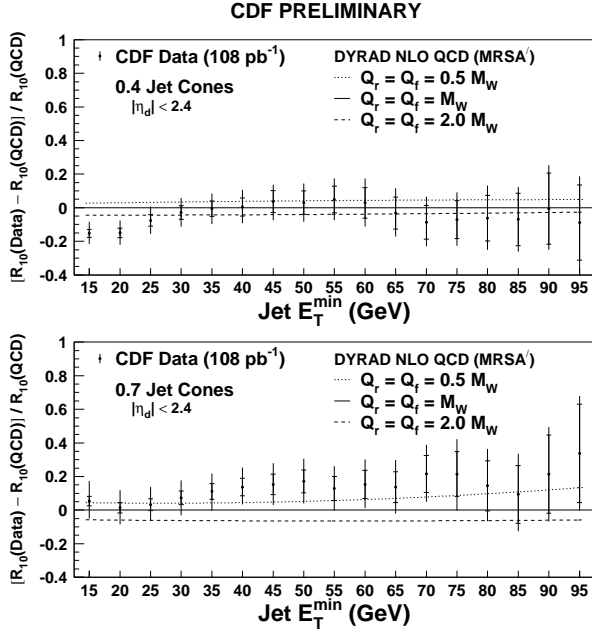 CDF PRELIMINARY
[R10(Data) − R10(QCD)] / R10(QCD)
1
0.8
0.6
0.4
0.2
0
-0.2
-0.4
CDF Data (108 pb-1)
0.4 Jet Cones
|ηd| < 2.4
DYRAD NLO QCD (MRSA/)
Qr = Qf = 0.5 MW
Qr = Qf = MW
Qr = Qf = 2.0 MW
15 20 25 30 35 40 45 50 55 60 65 70 75 80 85 90 95
Jet ETmin (GeV)
[R10(Data) − R10(QCD)] / R10(QCD)
1
0.8
0.6
0.4
0.2
0
-0.2
-0.4
CDF Data (108 pb-1)
0.7 Jet Cones
|ηd| < 2.4
DYRAD NLO QCD (MRSA/)
Qr = Qf = 0.5 MW
Qr = Qf = MW
Qr = Qf = 2.0 MW
15 20 25 30 35 40 45 50 55 60 65 70 75 80 85 90 95
Jet ETmin (GeV)